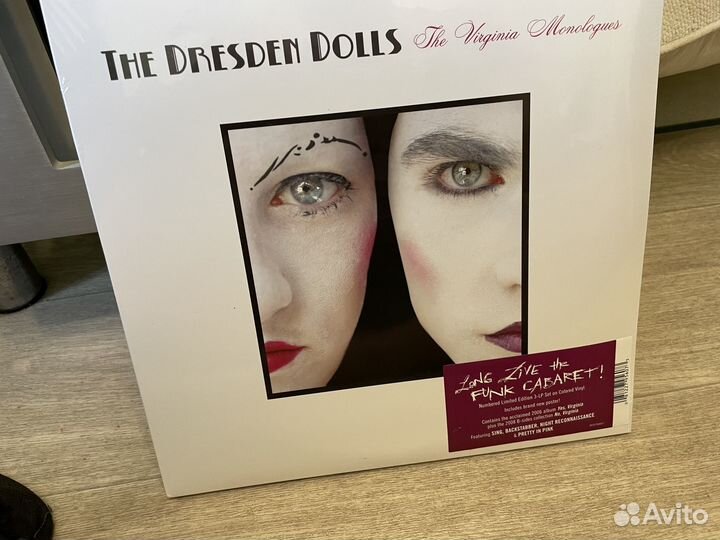 THE DRESDEN DOLLS The Virginia Monologues
LONG LIVE THE
PUNK CABARET!
Numbered Limited Edition 3-LP Set on Colored Vinyl
Includes brand new poster!
Contains the acclaimed 2006 album Yes, Virginia
plus the 2008 B-sides collection No, Virginia
Featuring SING, BACKSTABBER, NIGHT RECONNAISSANCE
& PRETTY IN PINK
Avito